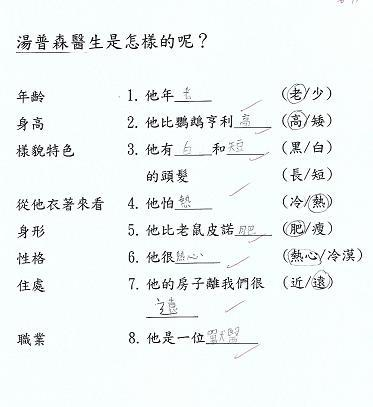 湯普森醫生是怎樣的呢？
年齡 1. 他年老 （老/少）
身高 2. 他比鸚鵡亨利高 （高/矮）
樣貌特色 3. 他有白和短 （黑/白）
的頭髮 （長/短）
從他衣著來看 4. 他怕熱 （冷/熱）
身形 5. 他比老鼠皮諾肥 （肥/瘦）
性格 6. 他很熱心 （熱心/冷漠）
住處 7. 他的房子離我們很 （近/遠）
遠
職業 8. 他是一位獸醫